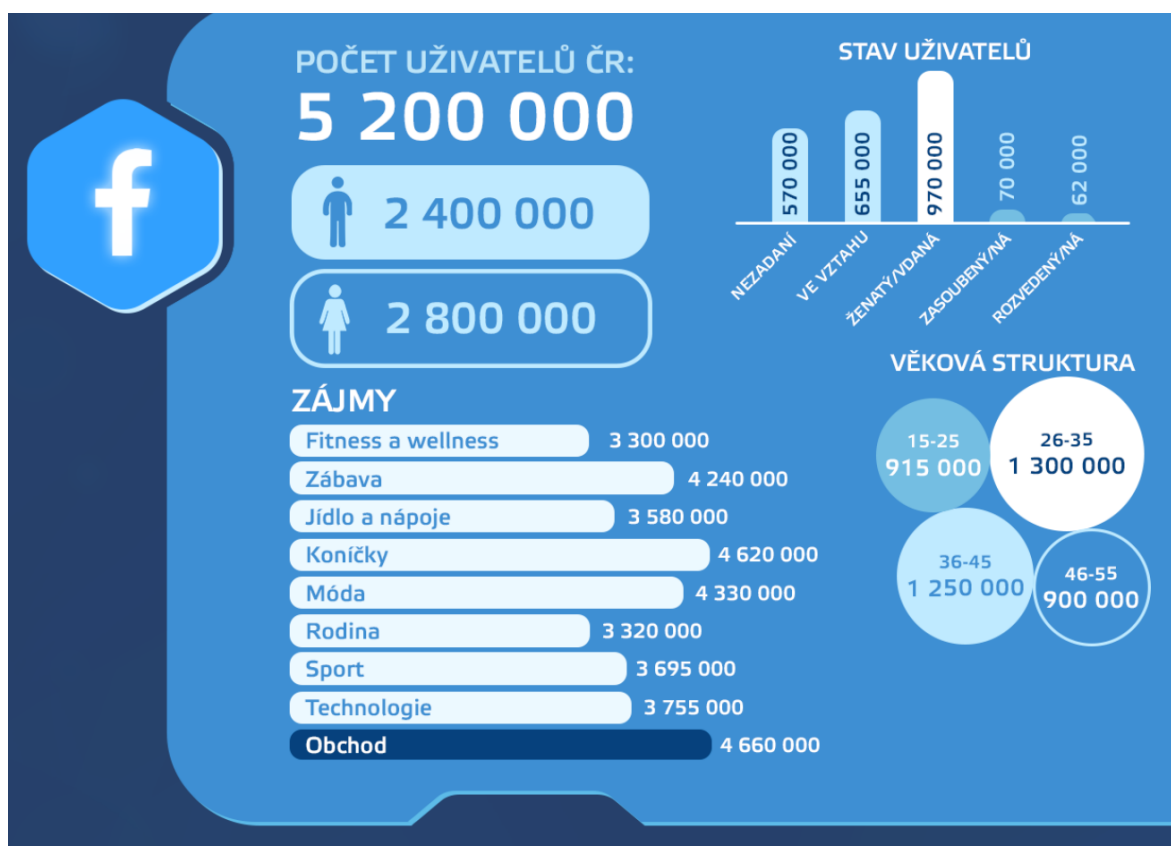 f
POČET UŽIVATELŮ ČR:
5 200 000
2 400 000
2 800 000
STAV UŽIVATELŮ
570 000
655 000
970 000
70 000
62 000
NEZADANÍ
VE VZTAHU
ŽENATÝ/VDANÁ
ZASOUBENÝ/NÁ
ROZVEDENÝ/NÁ
ZÁJMY
Fitness a wellness 3 300 000
Zábava 4 240 000
Jídlo a nápoje 3 580 000
Koníčky 4 620 000
Móda 4 330 000
Rodina 3 320 000
Sport 3 695 000
Technologie 3 755 000
Obchod 4 660 000
VĚKOVÁ STRUKTURA
15-25
915 000
26-35
1 300 000
36-45
1 250 000
46-55
900 000